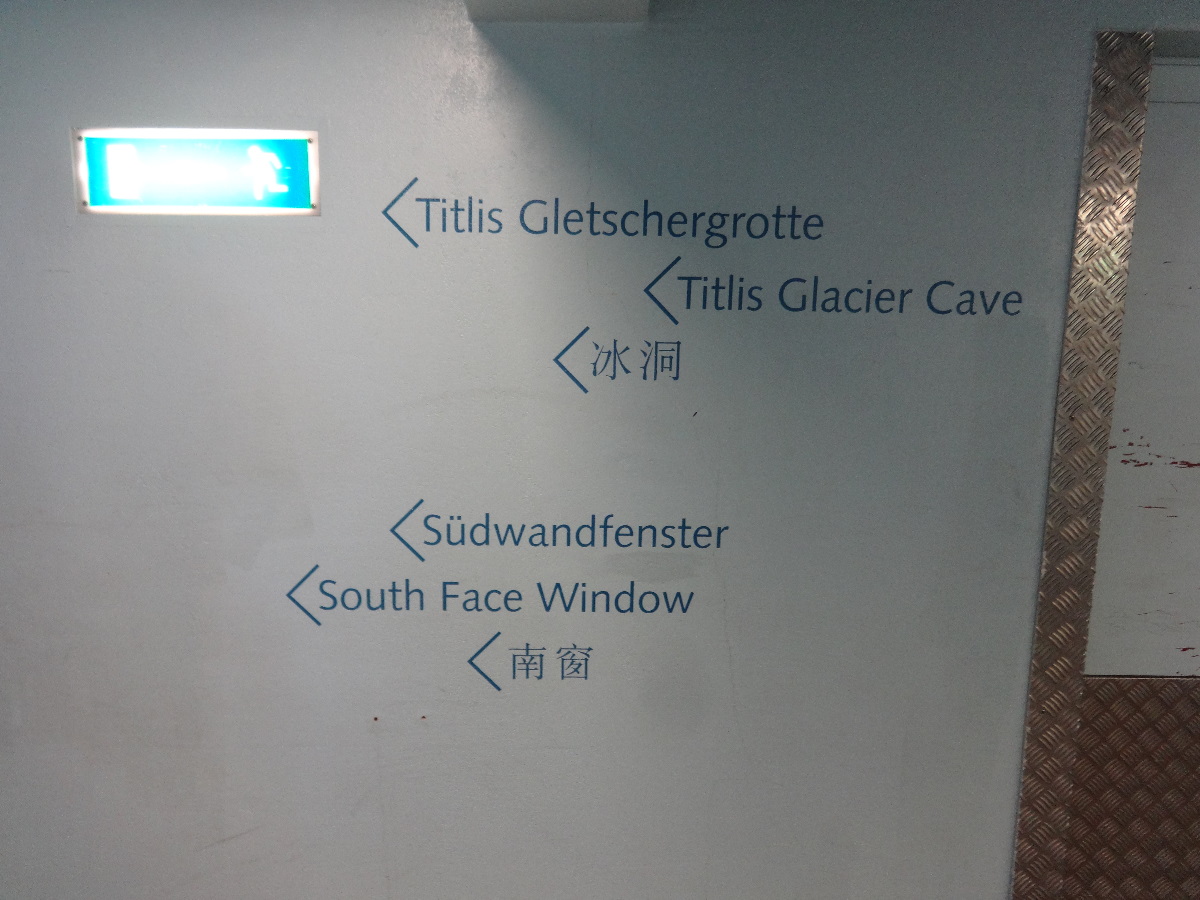 Titlis Gletschergrotte
Titlis Glacier Cave
冰洞
Südwandfenster
South Face Window
南窗